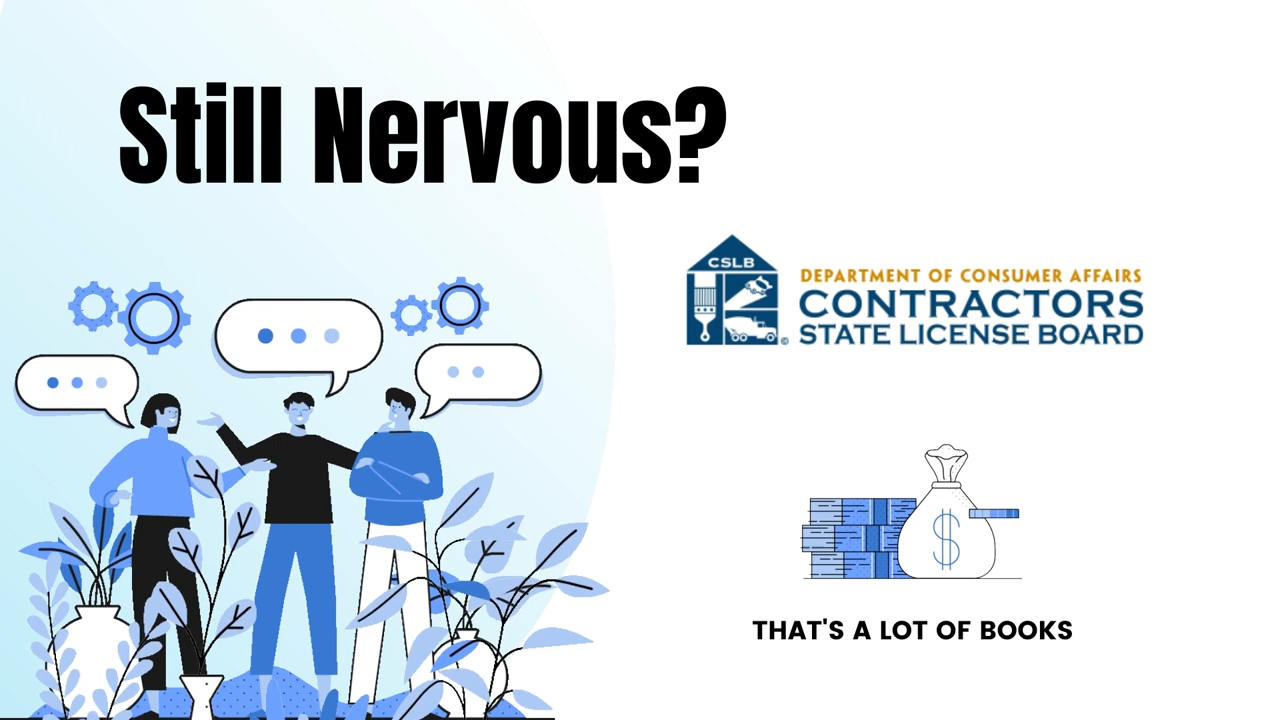 Still Nervous?
CSLB
DEPARTMENT OF CONSUMER AFFAIRS
CONTRACTORS
STATE LICENSE BOARD
©
$
THAT'S A LOT OF BOOKS